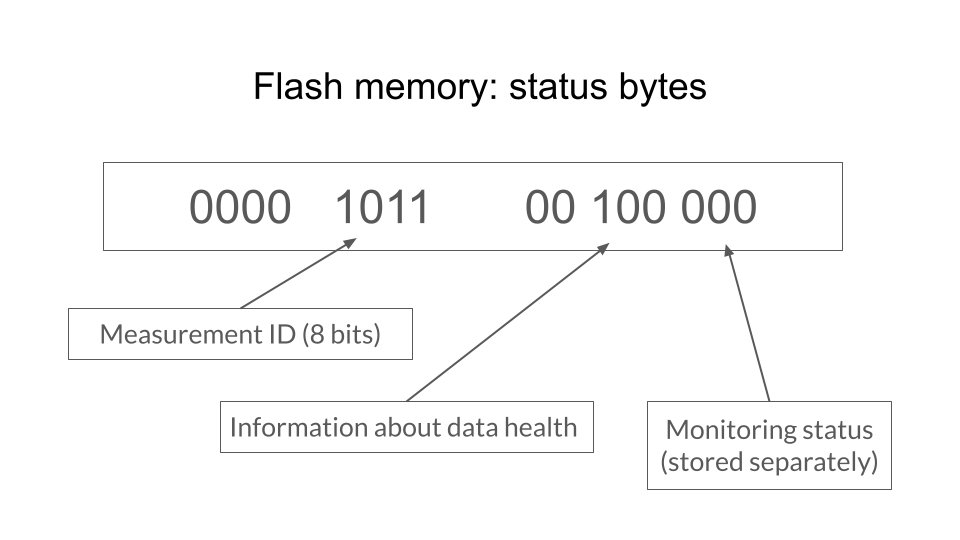 Flash memory: status bytes
0000 1011 00 100 000
Measurement ID (8 bits)
Information about data health
Monitoring status
(stored separately)